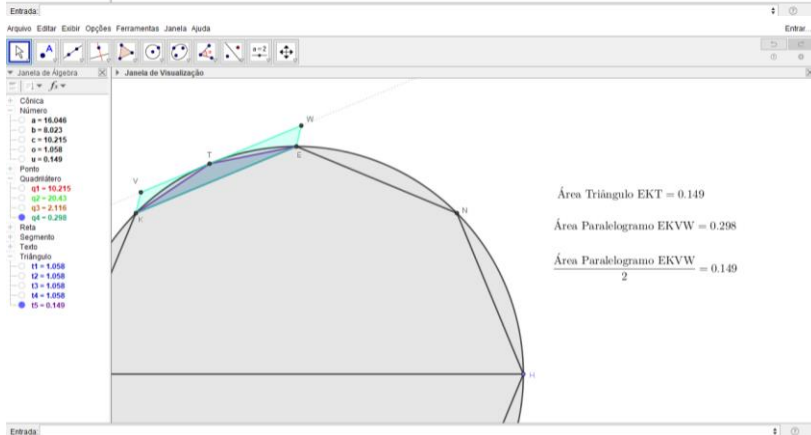 Entrada:
Arquivo Editar Exibir Opções Ferramentas Janela Ajuda
Entrar...
a=2
Janela de Álgebra
Janela de Visualização
Cônica
Número
a = 16.046
b = 8.023
c = 10.215
o = 1.058
u = 0.149
Ponto
Quadrilátero
q1 = 10.215
q2 = 20.43
q3 = 2.116
q4 = 0.298
Reta
Segmento
Texto
Triângulo
t1 = 1.058
t2 = 1.058
t3 = 1.058
t4 = 1.058
t5 = 0.149
W
T
E
V
K
N
H
Área Triângulo EKT = 0.149
Área Paralelogramo EKVW = 0.298
Área Paralelogramo EKVW
2
= 0.149
Entrada: